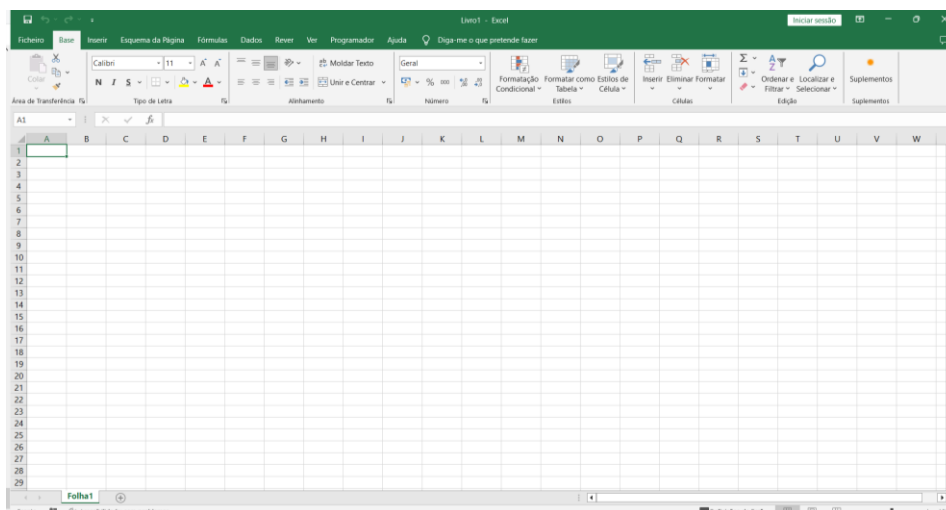 Livro1 - Excel
Iniciar sessão
Ficheiro Base Inserir Esquema da Página Fórmulas Dados Rever Ver Programador Ajuda Diga-me o que pretende fazer
Colar
Calibri 11
N I S
Moldar Texto
Unir e Centrar
Geral
% 000
Formatação Condicional
Formatar como Tabela
Estilos de Célula
Inserir Eliminar Formatar
Ordenar e Filtrar
Localizar e Selecionar
Suplementos
Área de Transferência Tipo de Letra Alinhamento Número Estilos Células Edição Suplementos
A1 fx
A B C D E F G H I J K L M N O P Q R S T U V W
1
2
3
4
5
6
7
8
9
10
11
12
13
14
15
16
17
18
19
20
21
22
23
24
25
26
27
28
29
Folha1